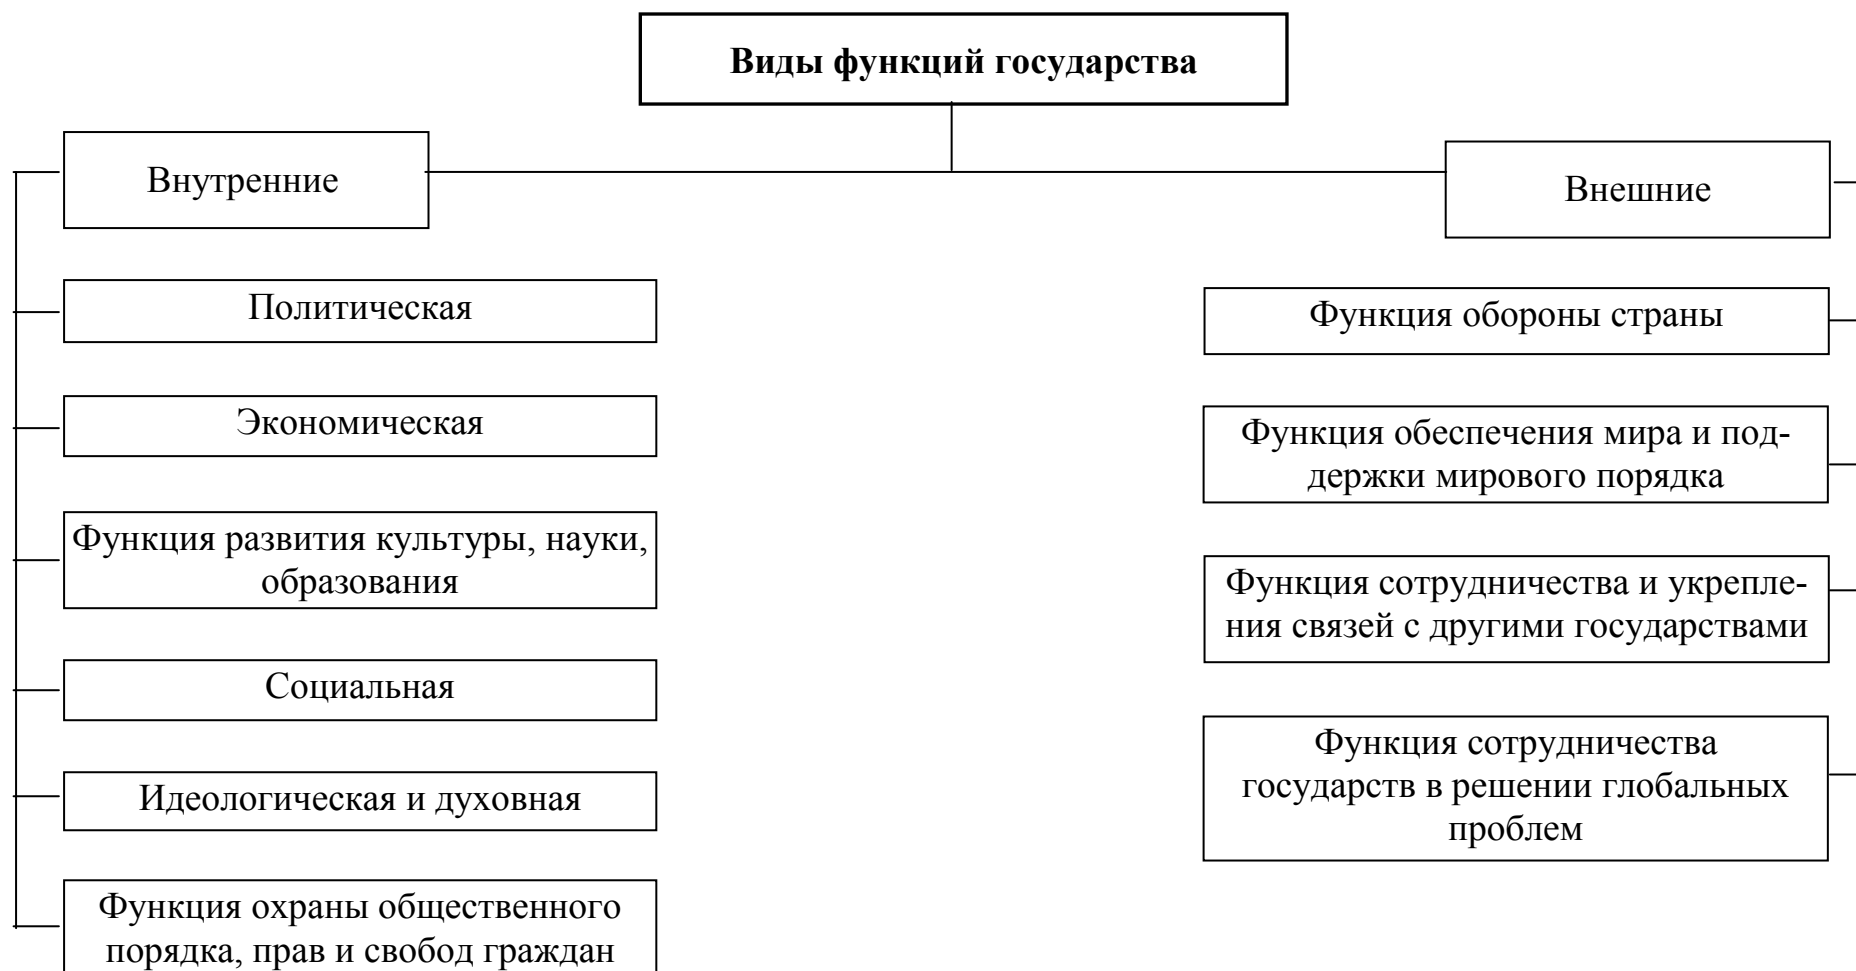 Виды функций государства
Внутренние
Политическая
Экономическая
Функция развития культуры, науки,
образования
Социальная
Идеологическая и духовная
Функция охраны общественного
порядка, прав и свобод граждан
Внешние
Функция обороны страны
Функция обеспечения мира и под-
держки мирового порядка
Функция сотрудничества и укрепле-
ния связей с другими государствами
Функция сотрудничества
государств в решении глобальных
проблем